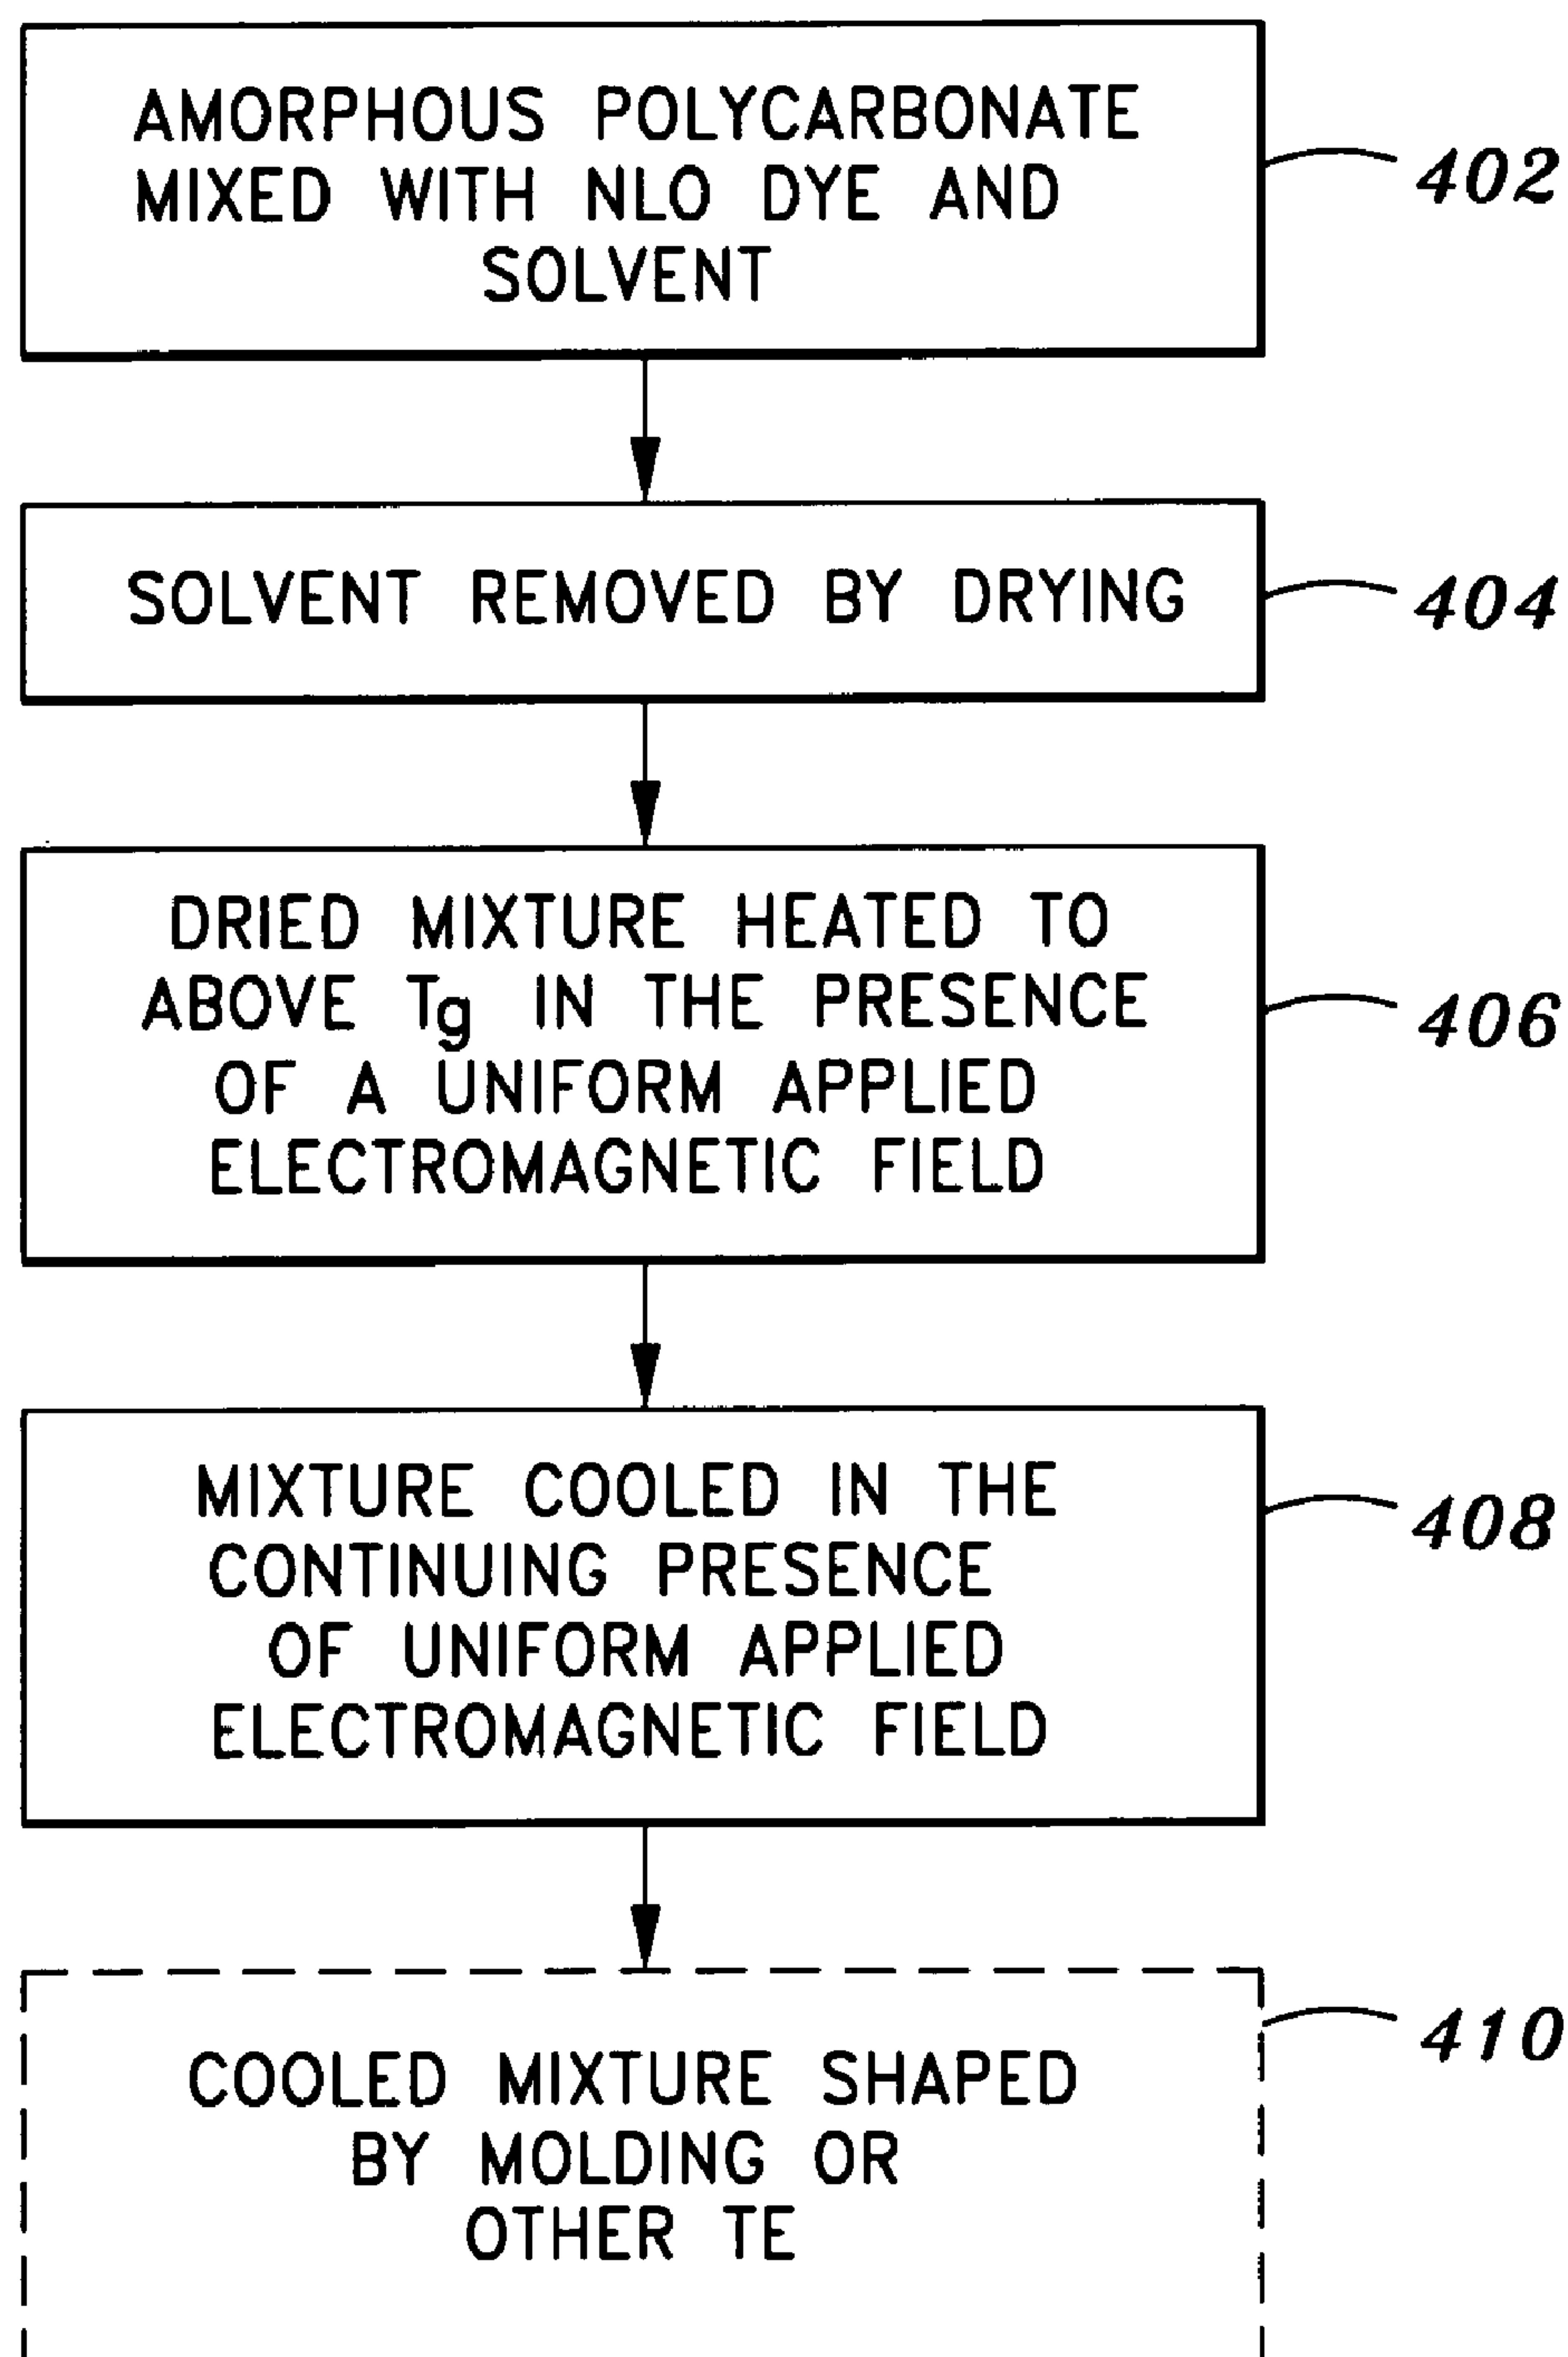 AMORPHOUS POLYCARBONATE
MIXED WITH NLO DYE AND
SOLVENT
402
SOLVENT REMOVED BY DRYING
404
DRIED MIXTURE HEATED TO
ABOVE Tg IN THE PRESENCE
OF A UNIFORM APPLIED
ELECTROMAGNETIC FIELD
406
MIXTURE COOLED IN THE
CONTINUING PRESENCE
OF UNIFORM APPLIED
ELECTROMAGNETIC FIELD
408
COOLED MIXTURE SHAPED
BY MOLDING OR
OTHER TE
410